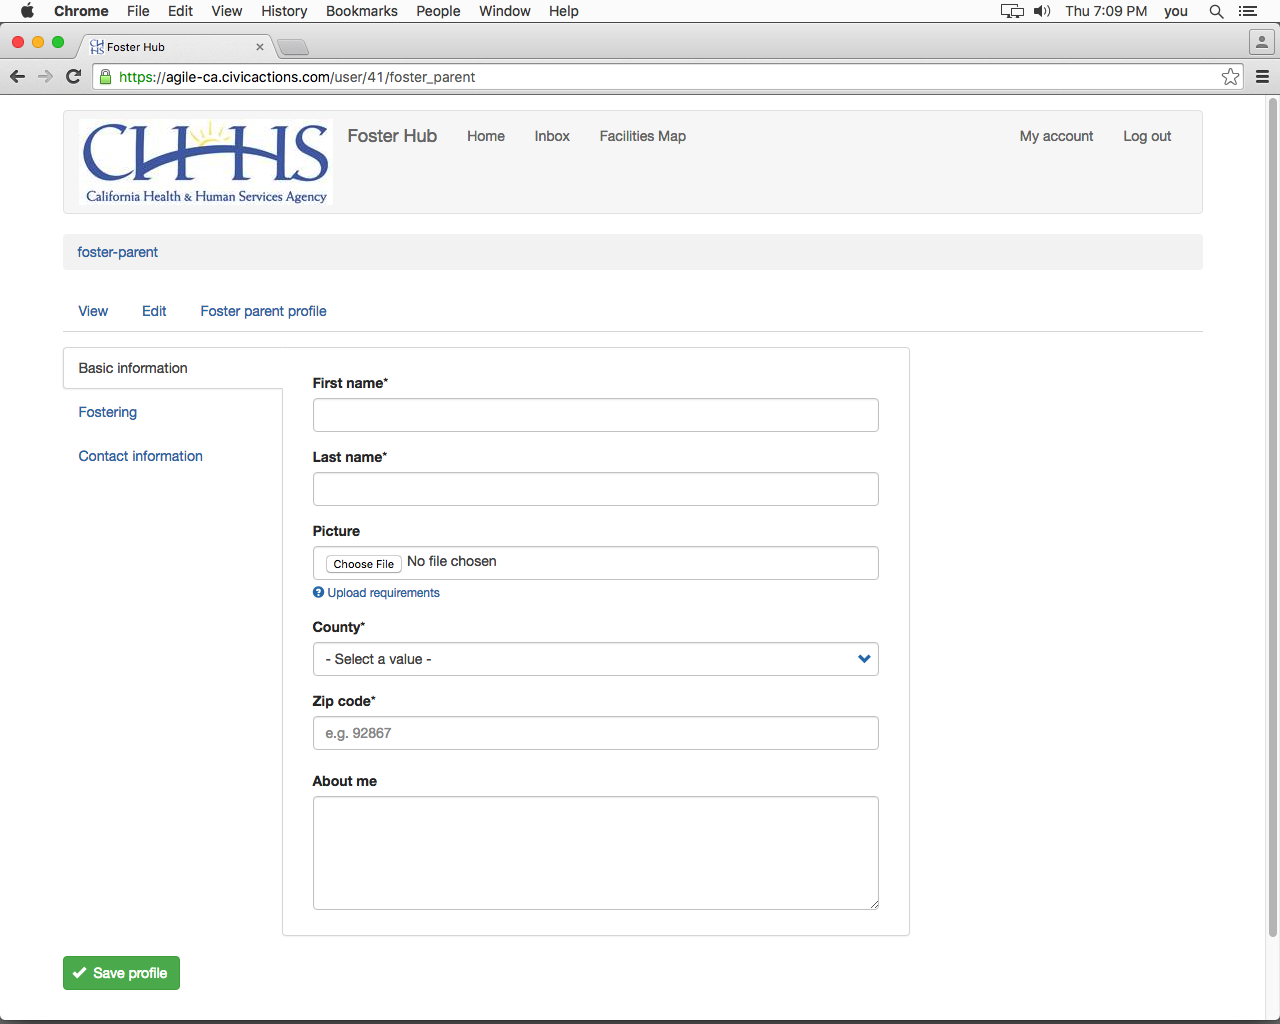 Chrome File Edit View History Bookmarks People Window Help Thu 7:09 PM you
CHHS Foster Hub
https://agile-ca.civicactions.com/user/41/foster_parent
CHHS
California Health & Human Services Agency
Foster Hub Home Inbox Facilities Map My account Log out
foster-parent
View Edit Foster parent profile
Basic information
Fostering
Contact information
First name*
Last name*
Picture
Choose File No file chosen
Upload requirements
County*
- Select a value -
Zip code*
e.g. 92867
About me
Save profile